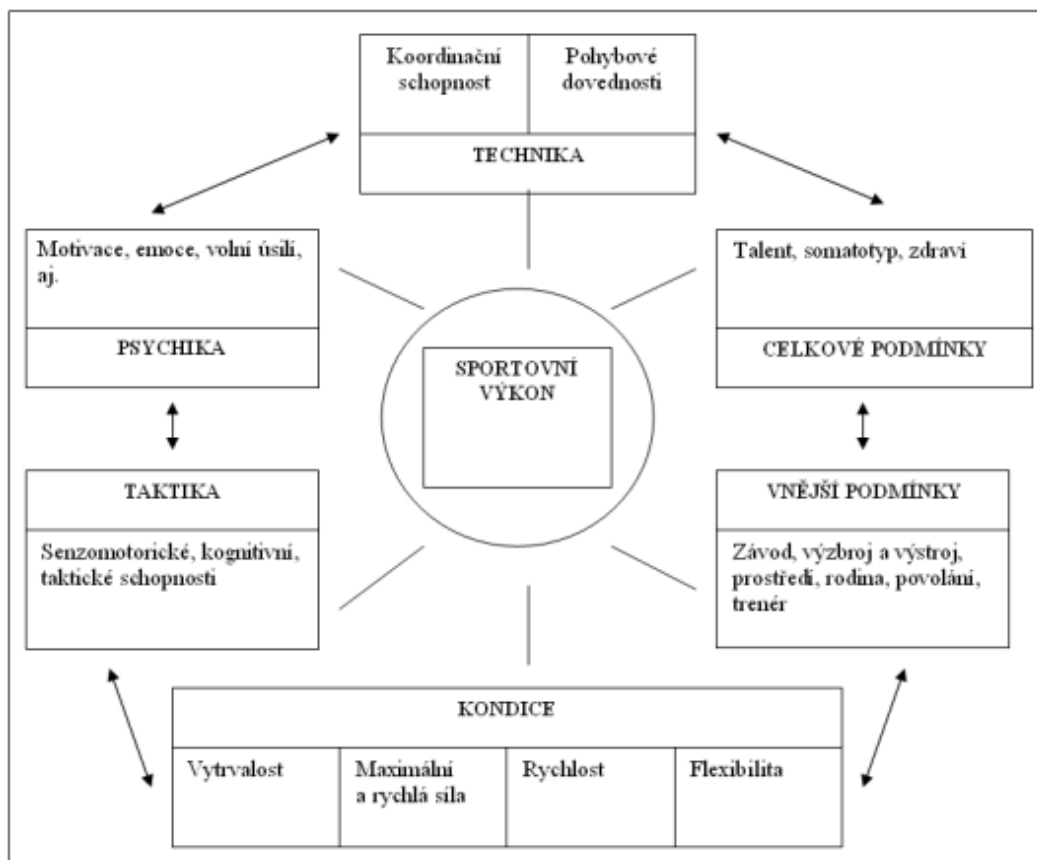 Koordinační
schopnost
Pohybové
dovednosti
TECHNIKA
Motivace, emoce, volní úsilí,
aj.
PSYCHIKA
Talent, somatotyp, zdraví
CELKOVÉ PODMÍNKY
SPORTOVNÍ
VÝKON
TAKTIKA
Senzomotorické, kognitivní,
taktické schopnosti
VNĚJŠÍ PODMÍNKY
Závod, výzbroj a výstroj,
prostředí, rodina, povolání,
trenér
KONDICE
Vytrvalost
Maximální
a rychlá síla
Rychlost
Flexibilita